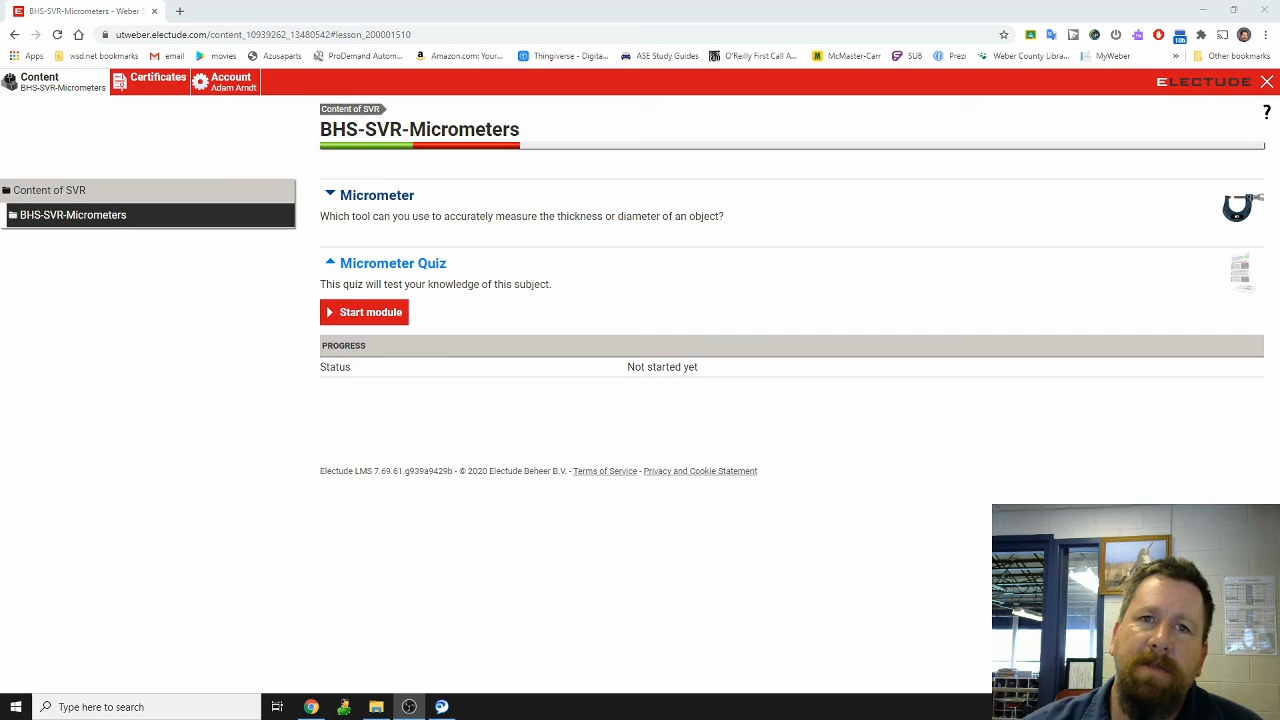 BHS-SVR-Micrometers - Weber S
utweber.electude.com/content_10939262_13480542#lesson_200001510
Apps
wsd.net bookmarks
email
movies
Azusaparts
ProDemand Autom...
Amazon.com: Your...
Thingiverse - Digita...
ASE Study Guides
O'Reilly First Call A...
McMaster-Carr
SUB
Prezi
Weber County Libra...
MyWeber
»
Other bookmarks
10h
Content
BHS-SVR-Micrometers
Certificates
Account
Adam Arndt
ELECTUDE
Content of SVR
?
BHS-SVR-Micrometers
Content of SVR
BHS-SVR-Micrometers
Micrometer
Which tool can you use to accurately measure the thickness or diameter of an object?
Micrometer Quiz
This quiz will test your knowledge of this subject.
Start module
PROGRESS
Status Not started yet
Electude LMS 7.69.61.g939a9429b - © 2020 Electude Beheer B.V. - Terms of Service - Privacy and Cookie Statement
Type here to search